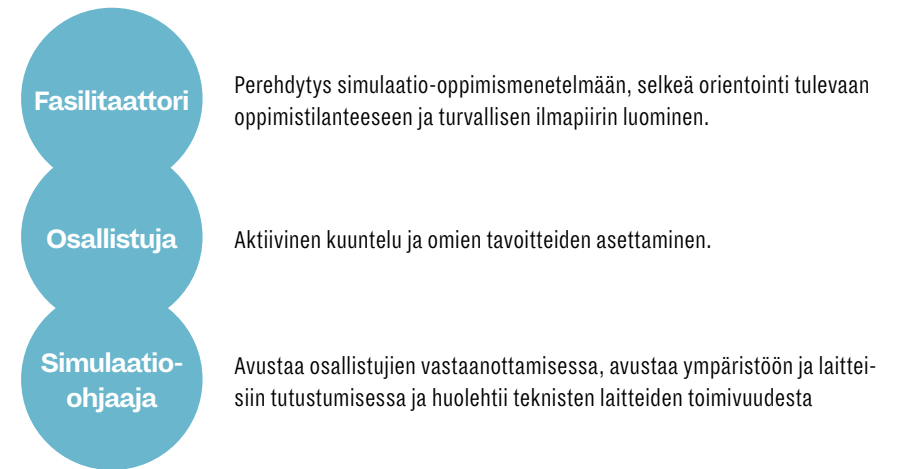 Fasilitaattori
Perehdytys simulaatio-oppimismenetelmään, selkeä orientointi tulevaan
oppimistilanteeseen ja turvallisen ilmapiirin luominen.
Osallistuja
Aktiivinen kuuntelu ja omien tavoitteiden asettaminen.
Simulaatio-
ohjaaja
Avustaa osallistujien vastaanottamisessa, avustaa ympäristöön ja laittei-
siin tutustumisessa ja huolehtii teknisten laitteiden toimivuudesta